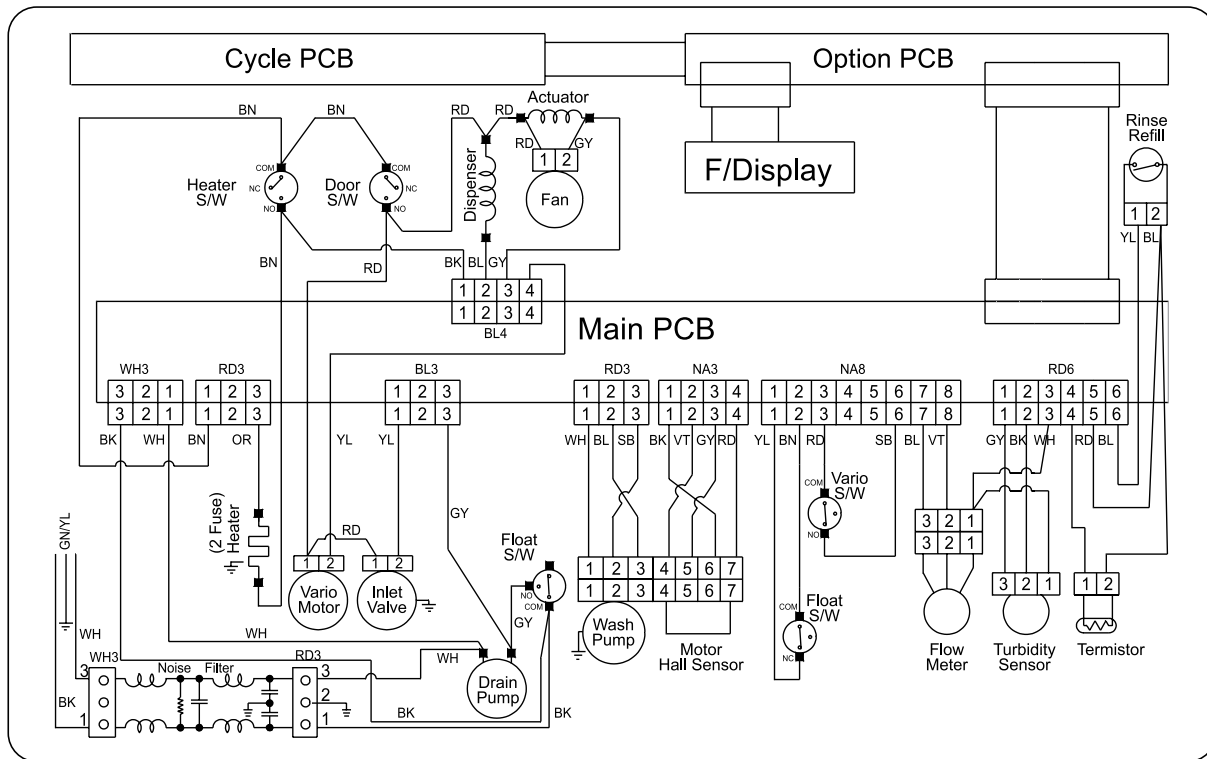 Cycle PCB
Option PCB
BN
BN
RD
RD
Actuator
Rinse
Refill
RD
GY
1 2
F/Display
COM
COM
Heater
S/W
NC
Door
S/W
NC
NO
NO
Dispenser
Fan
1 2
YL BL
BN
RD
BK BL GY
1 2 3 4
1 2 3 4
BL4
Main PCB
WH3
RD3
BL3
RD3
NA3
NA8
RD6
3 2 1
1 2 3
1 2 3
1 2 3
1 2 3 4
1 2 3 4 5 6 7 8
1 2 3 4 5 6
3 2 1
1 2 3
1 2 3
1 2 3
1 2 3 4
1 2 3 4 5 6 7 8
1 2 3 4 5 6
BK WH BN OR
YL YL
WH BL SB BK VT GY RD
YL BN RD SB BL VT
GY BK WH RD BL
GY
COM
Vario
S/W
NO
(2 Fuse)
Heater
GN/YL
RD
1 2
1 2
Vario
Motor
Inlet
Valve
Float
S/W
NO
COM
GY
1 2 3 4 5 6 7
1 2 3 4 5 6 7
Wash
Pump
Motor
Hall Sensor
COM
Float
S/W
NC
3 2 1
3 2 1
Flow
Meter
3 2 1
Turbidity
Sensor
1 2
Termistor
WH
WH
WH3
Noise
Filter
RD3
WH
3
3
2
BK
1
1
Drain
Pump
BK
BK